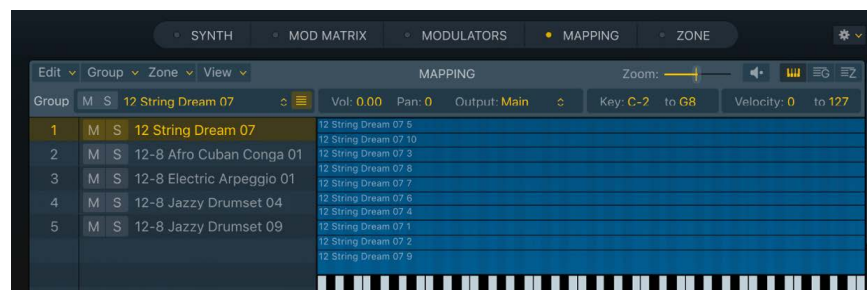 SYNTH MOD MATRIX MODULATORS MAPPING ZONE
Edit Group Zone View MAPPING Zoom: G Z
Group M S 12 String Dream 07 Vol: 0.00 Pan: 0 Output: Main Key: C-2 to G8 Velocity: 0 to 127
1 M S 12 String Dream 07
2 M S 12-8 Afro Cuban Conga 01
3 M S 12-8 Electric Arpeggio 01
4 M S 12-8 Jazzy Drumset 04
5 M S 12-8 Jazzy Drumset 09
12 String Dream 07 5
12 String Dream 07 10
12 String Dream 07 3
12 String Dream 07 8
12 String Dream 07 7
12 String Dream 07 6
12 String Dream 07 4
12 String Dream 07 1
12 String Dream 07 2
12 String Dream 07 9